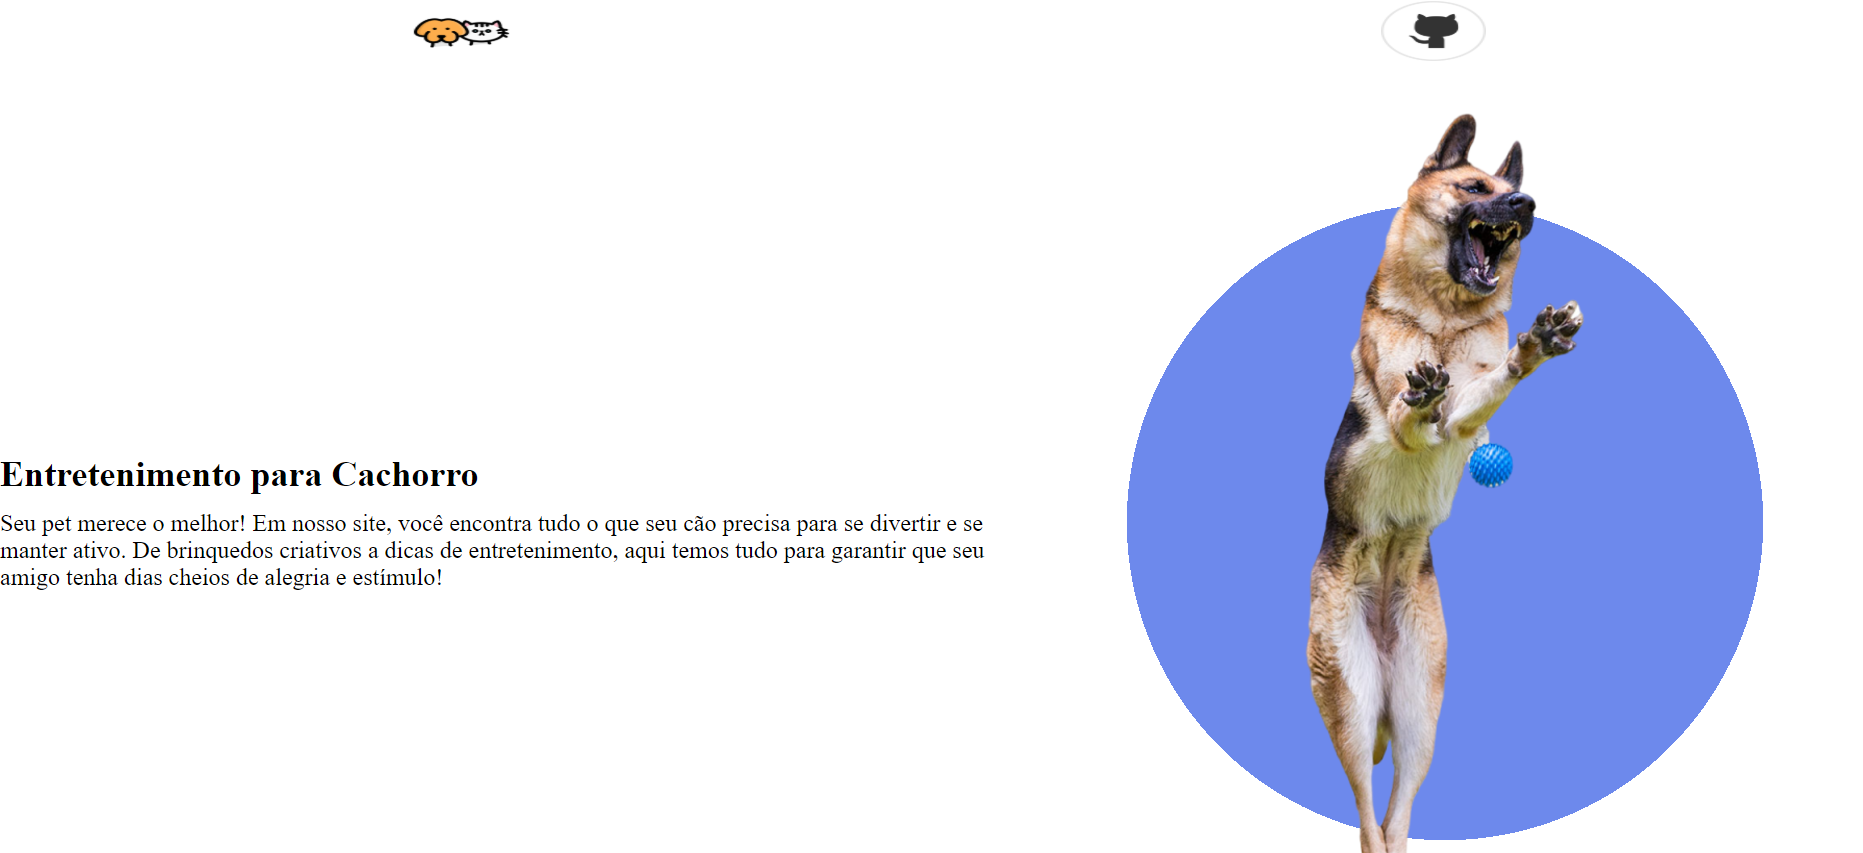 Entretenimento para Cachorro
Seu pet merece o melhor! Em nosso site, você encontra tudo o que seu cão precisa para se divertir e se
manter ativo. De brinquedos criativos a dicas de entretenimento, aqui temos tudo para garantir que seu
amigo tenha dias cheios de alegria e estímulo!